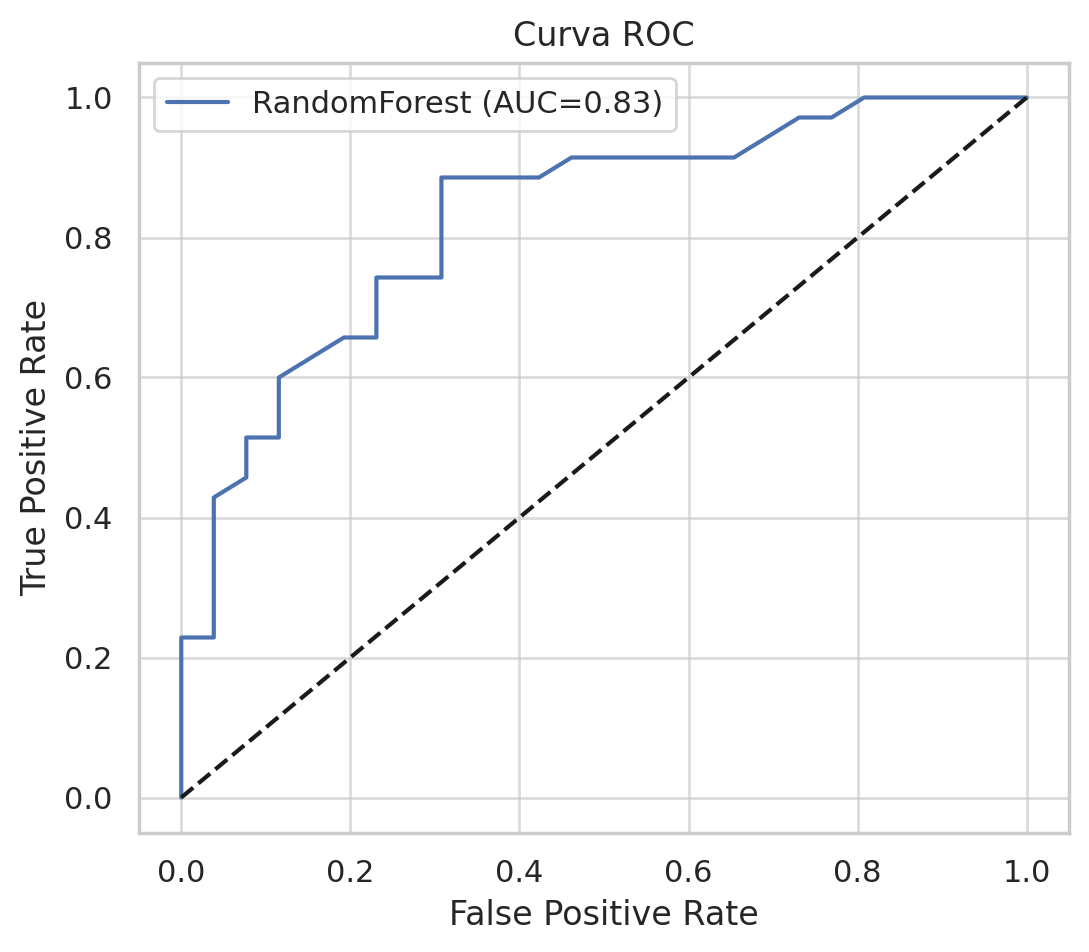 Curva ROC
RandomForest (AUC=0.83)
True Positive Rate
1.0
0.8
0.6
0.4
0.2
0.0
0.0 0.2 0.4 0.6 0.8 1.0
False Positive Rate